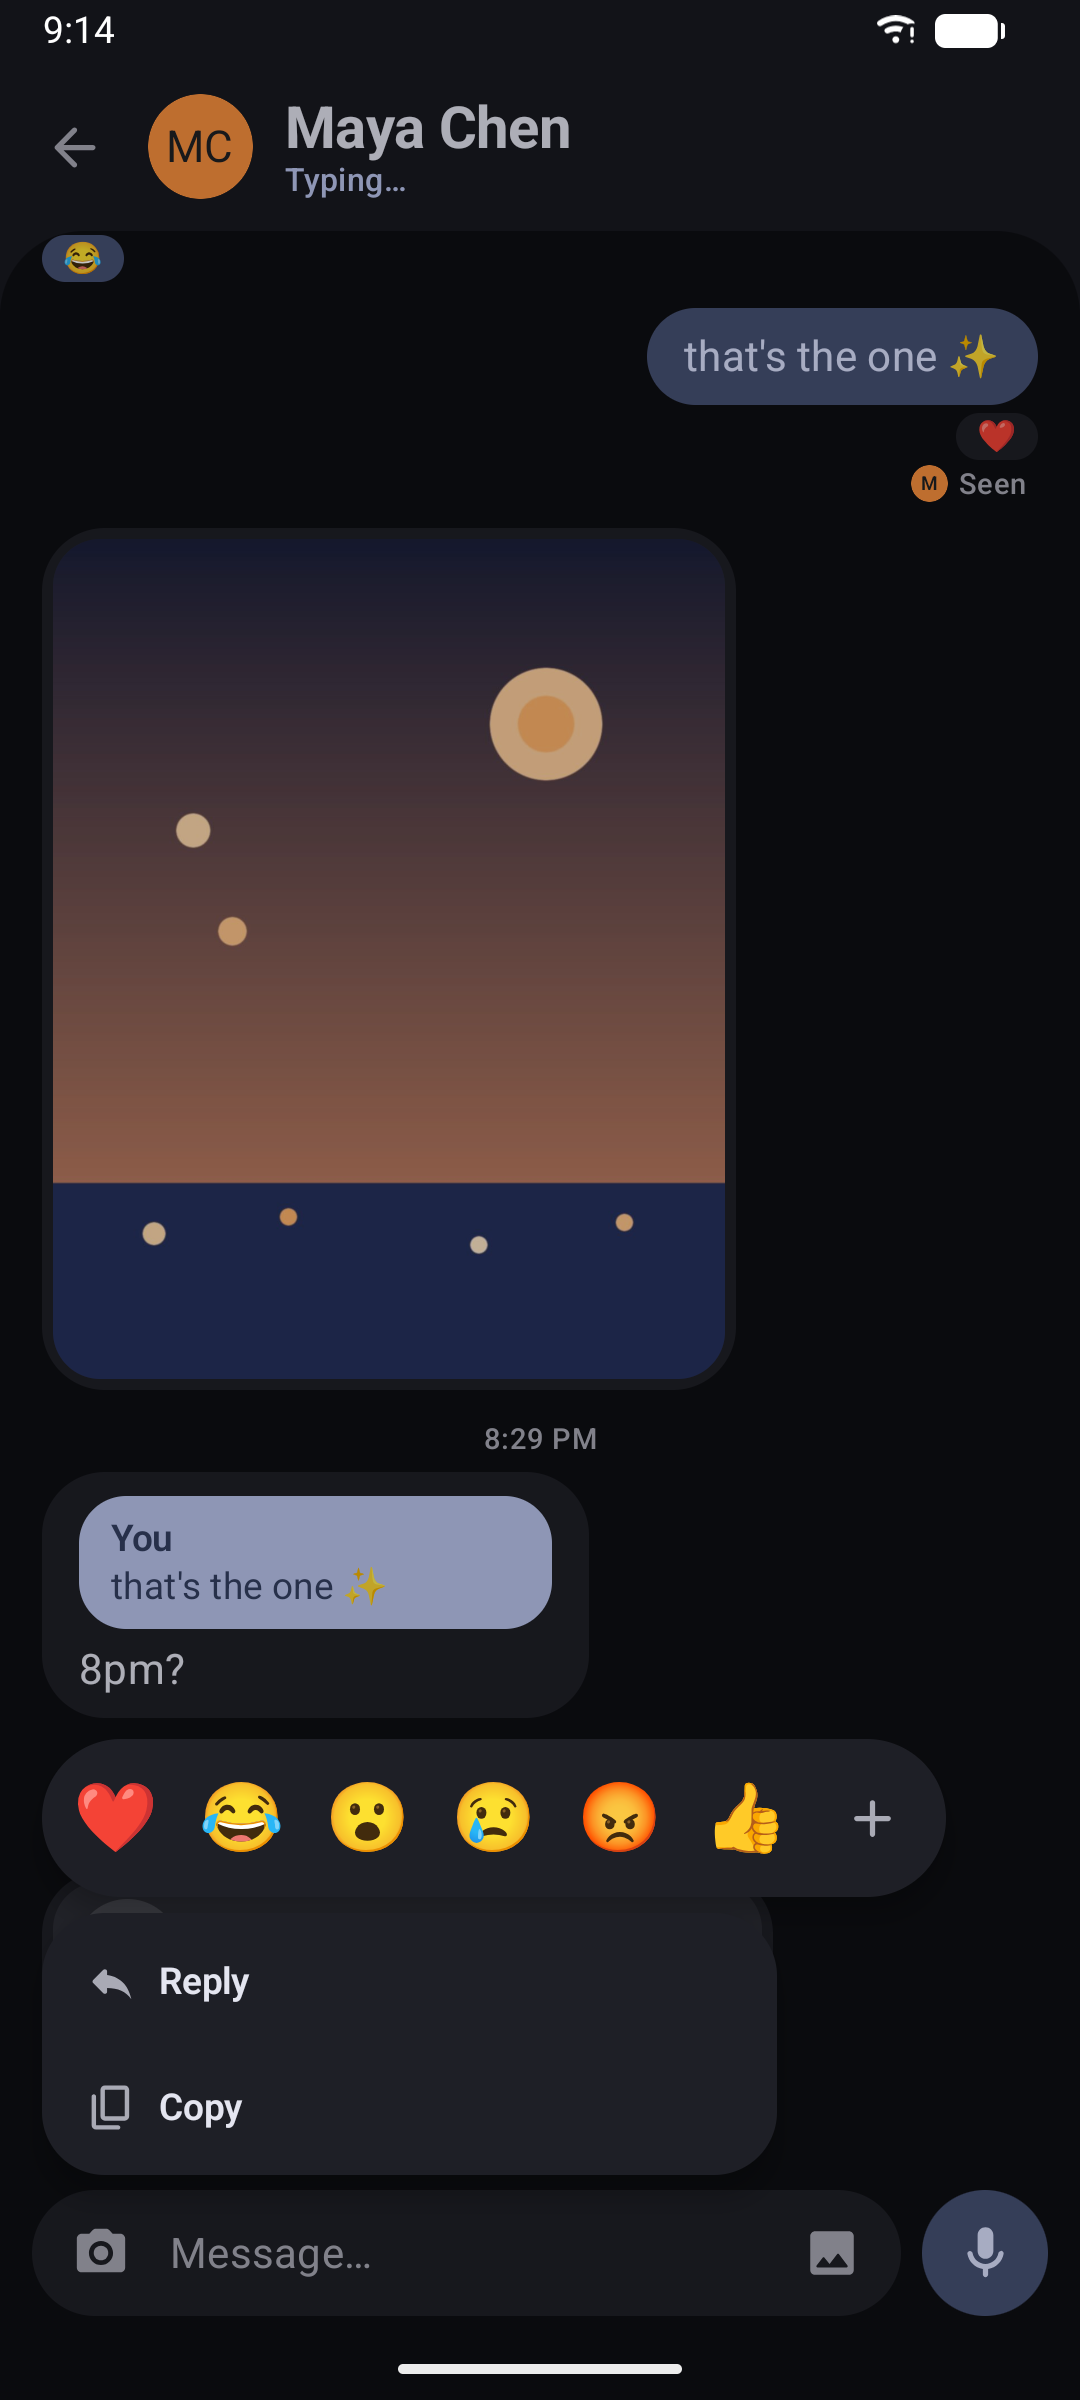 9:14
MC
Maya Chen
Typing…
😂
that's the one ✨
❤️
M Seen
8:29 PM
You
that's the one ✨
8pm?
❤️ 😂 😮 😢 😡 👍 +
Reply
Copy
Message…